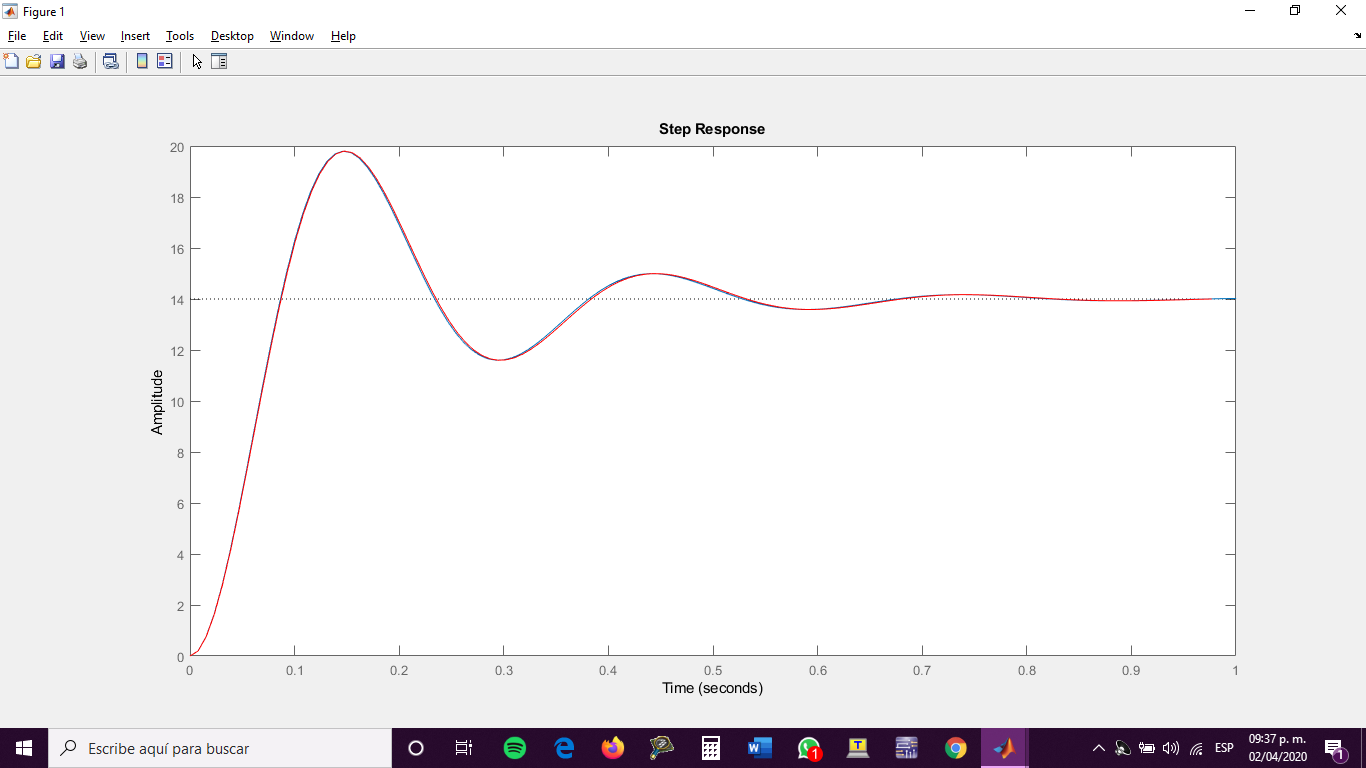 Figure 1
File Edit View Insert Tools Desktop Window Help
Step Response
20
18
16
14
12
10
8
6
4
2
0
Amplitude
0 0.1 0.2 0.3 0.4 0.5 0.6 0.7 0.8 0.9 1
Time (seconds)
Escribe aquí para buscar
1
T
ESP
09:37 p. m.
02/04/2020
1